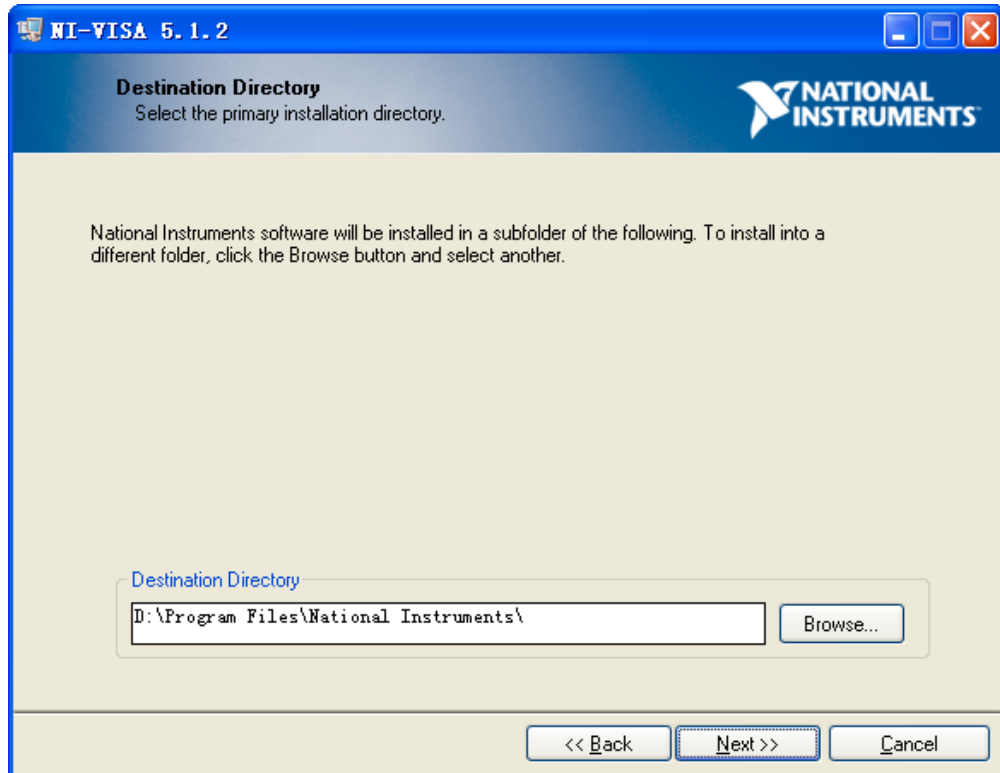 NI-VISA 5.1.2
Destination Directory
Select the primary installation directory.
NATIONAL
INSTRUMENTS
National Instruments software will be installed in a subfolder of the following. To install into a
different folder, click the Browse button and select another.
Destination Directory
D:\Program Files\National Instruments\
Browse...
<< Back
Next >>
Cancel